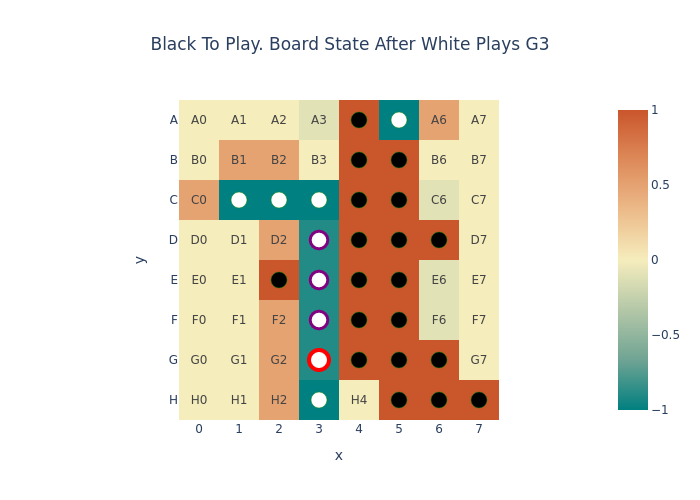 Black To Play. Board State After White Plays G3
A A0 A1 A2 A3 A6 A7 1
B B0 B1 B2 B3 B6 B7
C C0 C6 C7 0.5
D D0 D1 D2 D7
y E E0 E1 E6 E7 0
F F0 F1 F2 F6 F7 −0.5
G G0 G1 G2 G7
H H0 H1 H2 H4 −1
0 1 2 3 4 5 6 7
x